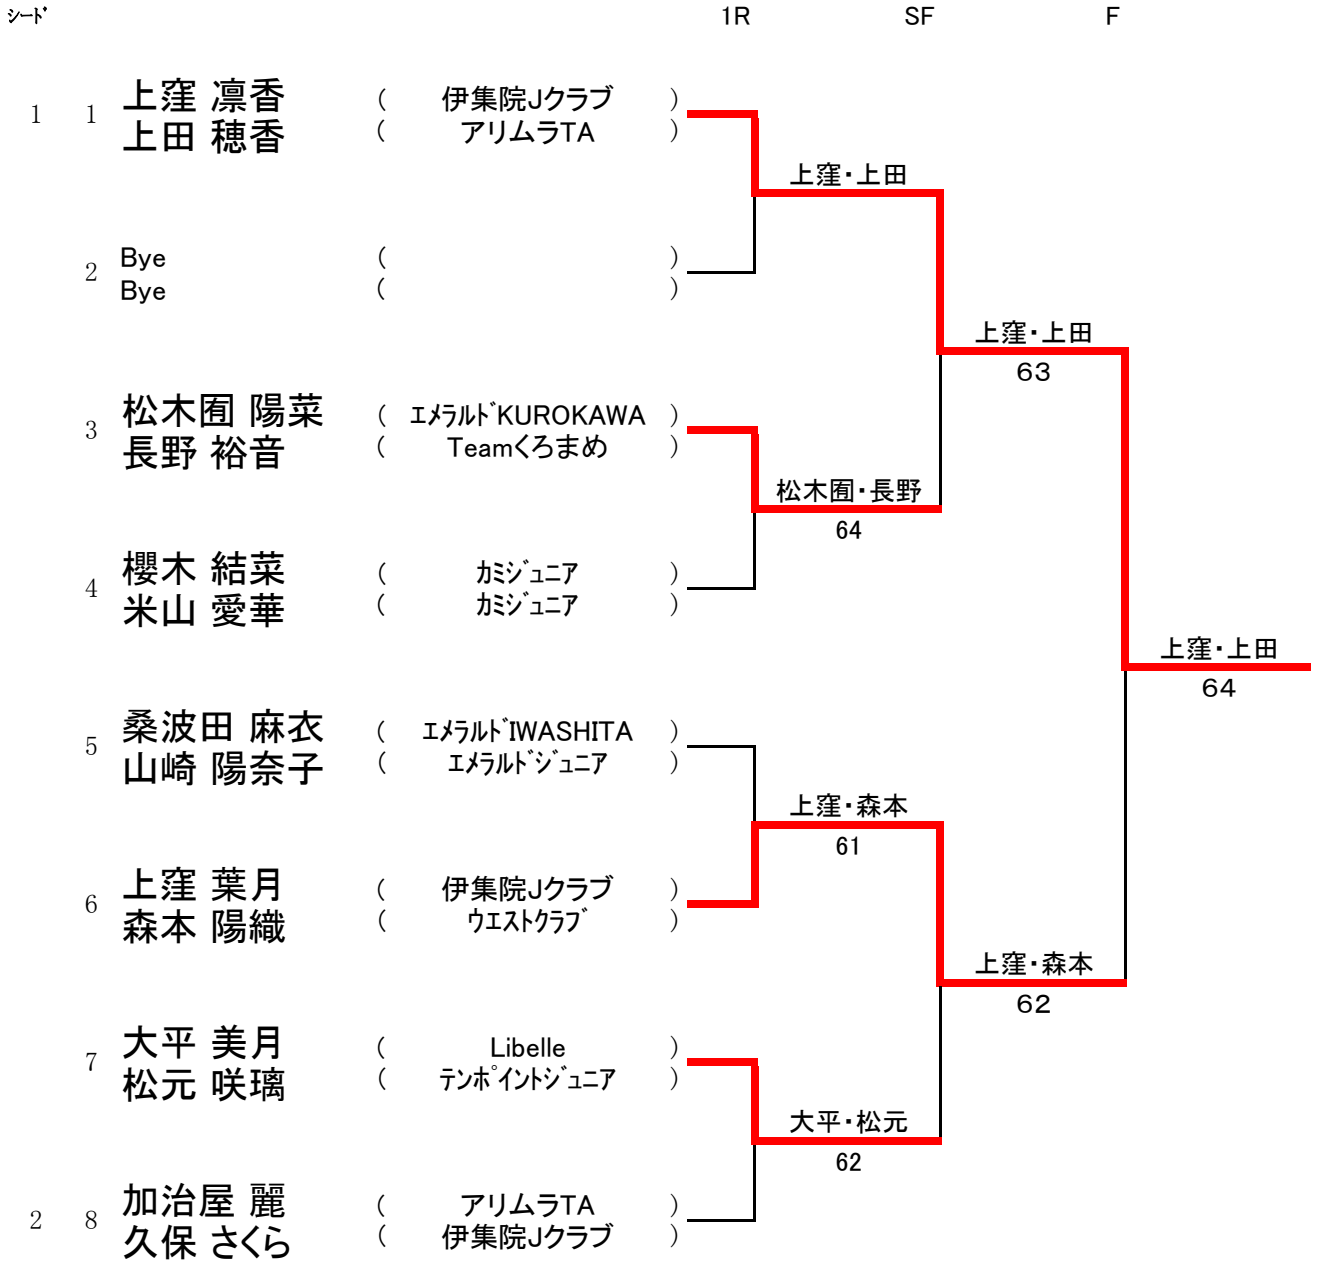 ｼｰﾄﾞ 1R SF F
1 1 上窪 凛香 ( 伊集院Jクラブ )
上田 穂香 ( アリムラTA )
上窪・上田
2 Bye ( )
Bye ( )
上窪・上田
63
3 松木囿 陽菜 ( ｴﾒﾗﾙﾄﾞKUROKAWA )
長野 裕音 ( Teamくろまめ )
松木囿・長野
64
4 櫻木 結菜 ( ｶﾐｼﾞｭﾆｱ )
米山 愛華 ( ｶﾐｼﾞｭﾆｱ )
上窪・上田
64
5 桑波田 麻衣 ( ｴﾒﾗﾙﾄﾞIWASHITA )
山崎 陽奈子 ( ｴﾒﾗﾙﾄﾞｼﾞｭﾆｱ )
上窪・森本
61
6 上窪 葉月 ( 伊集院Jクラブ )
森本 陽織 ( ｳｴｽﾄｸﾗﾌﾞ )
上窪・森本
62
7 大平 美月 ( Libelle )
松元 咲璃 ( ﾃﾝﾎﾟｲﾝﾄｼﾞｭﾆｱ )
大平・松元
62
2 8 加治屋 麗 ( アリムラTA )
久保 さくら ( 伊集院Jクラブ )